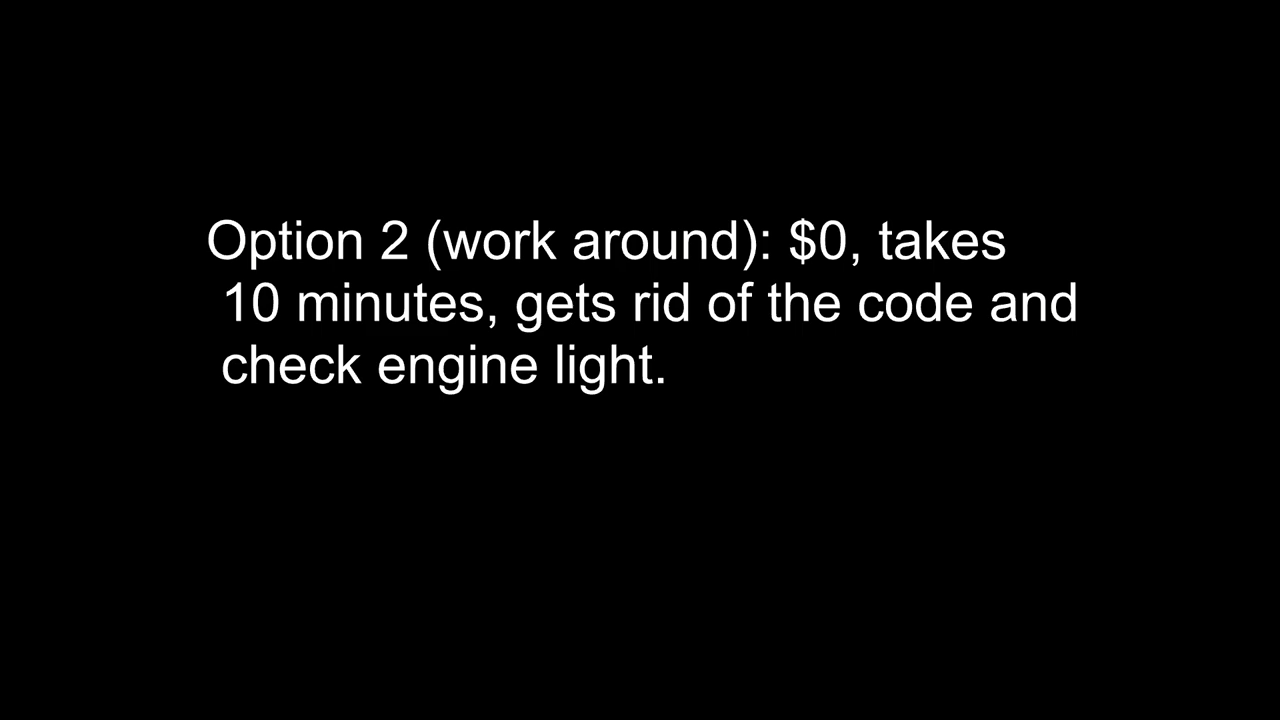 Option 2 (work around): $0, takes
10 minutes, gets rid of the code and
check engine light.